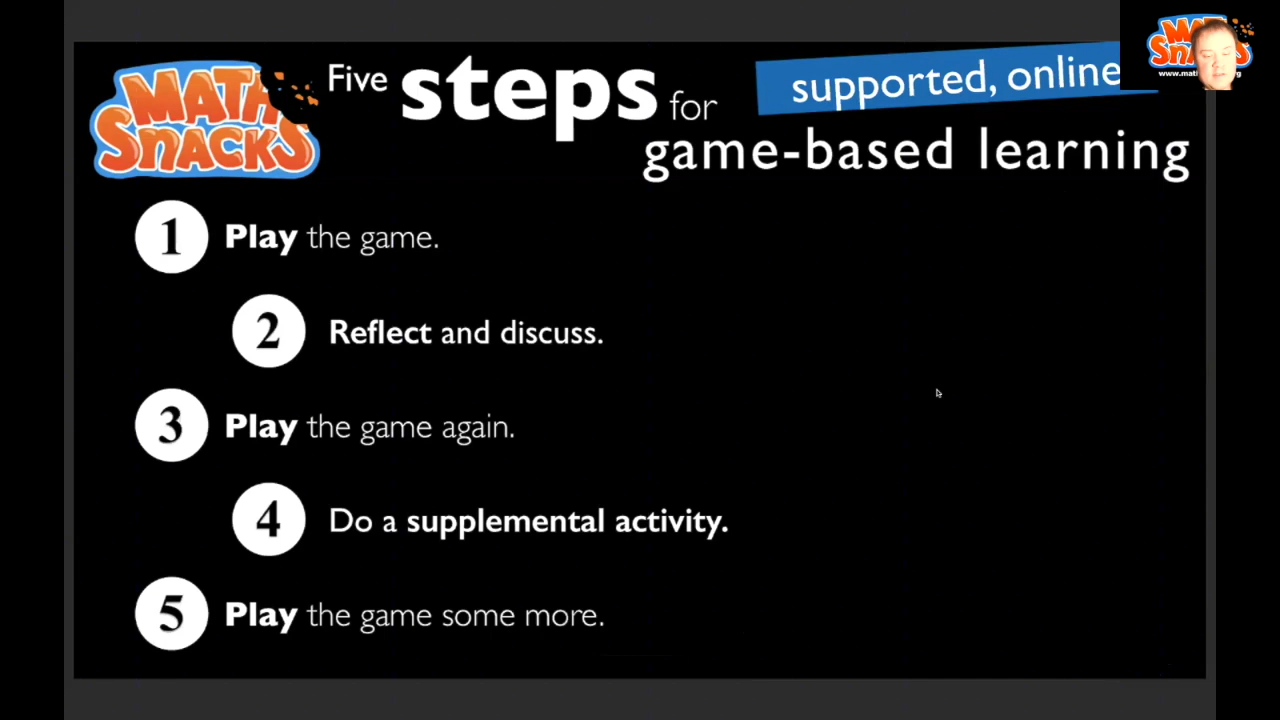 MATH
SNACKS
Five steps for
supported, online
game-based learning
1 Play the game.
2 Reflect and discuss.
3 Play the game again.
4 Do a supplemental activity.
5 Play the game some more.